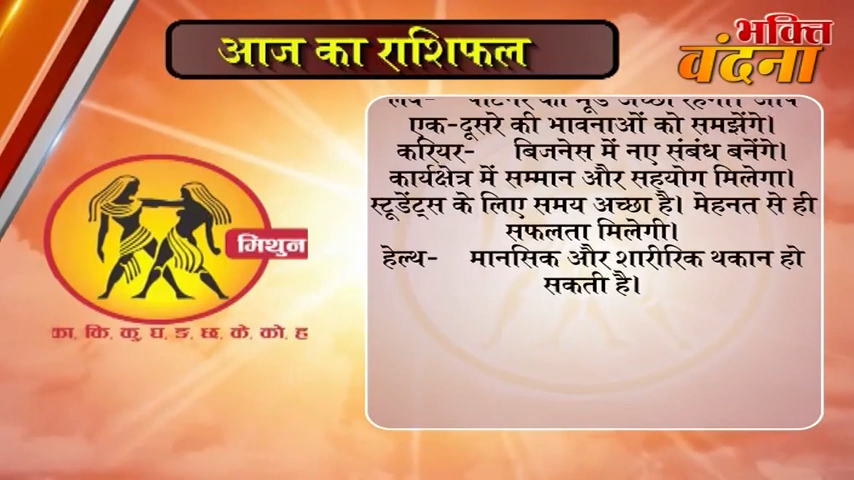 आज का राशिफल
भक्ति
वंदना
एक-दूसरे की भावनाओं को समझेंगे।
करियर- बिजनेस में नए संबंध बनेंगे।
कार्यक्षेत्र में सम्मान और सहयोग मिलेगा।
स्टूडेंट्स के लिए समय अच्छा है। मेहनत से ही
सफलता मिलेगी।
हेल्थ- मानसिक और शारीरिक थकान हो
सकती है।
मिथुन
का, कि, कु, घ, ङ, छ, के, को, ह